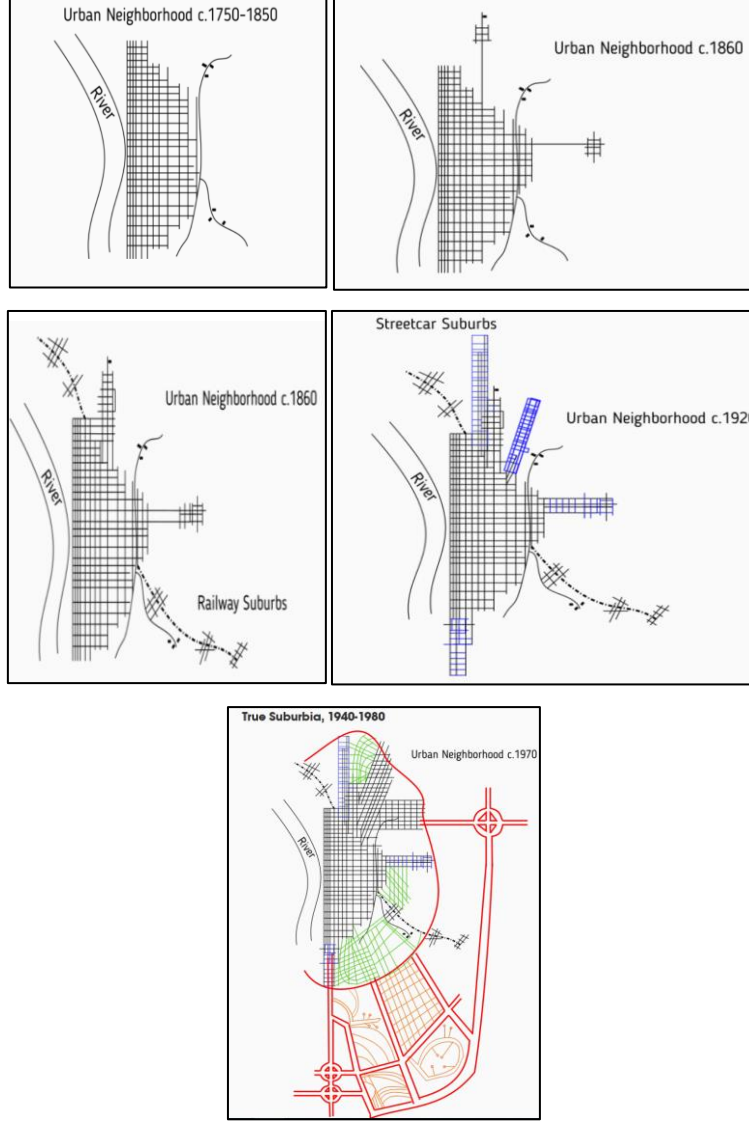 Urban Neighborhood c.1750-1850
River
Urban Neighborhood c.1860
River
Urban Neighborhood c.1860
River
Railway Suburbs
Streetcar Suburbs
Urban Neighborhood c.192
River
True Suburbia, 1940-1980
Urban Neighborhood c.1970
River